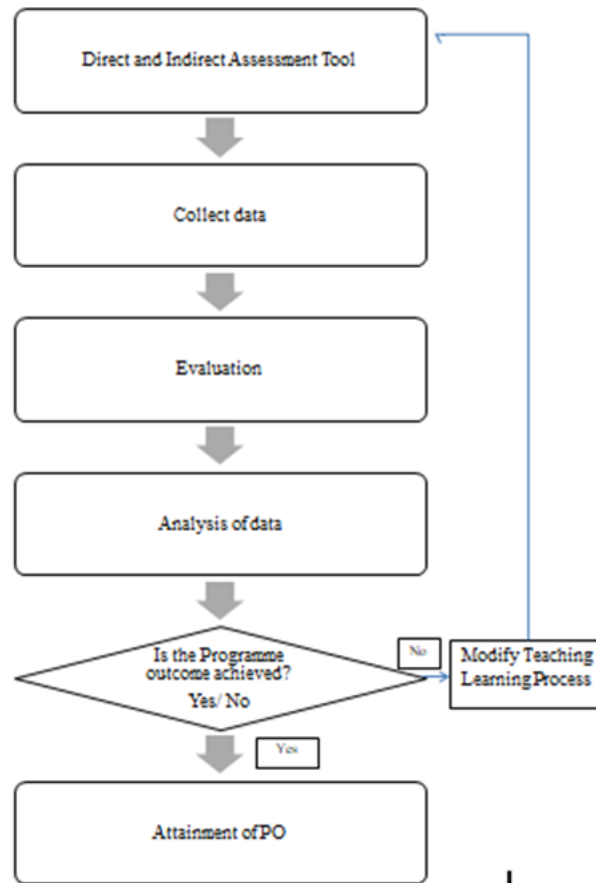 Direct and Indirect Assessment Tool
Collect data
Evaluation
Analysis of data
Is the Programme
outcome achieved?
Yes/ No
No
Modify Teaching
Learning Process
Yes
Attainment of PO